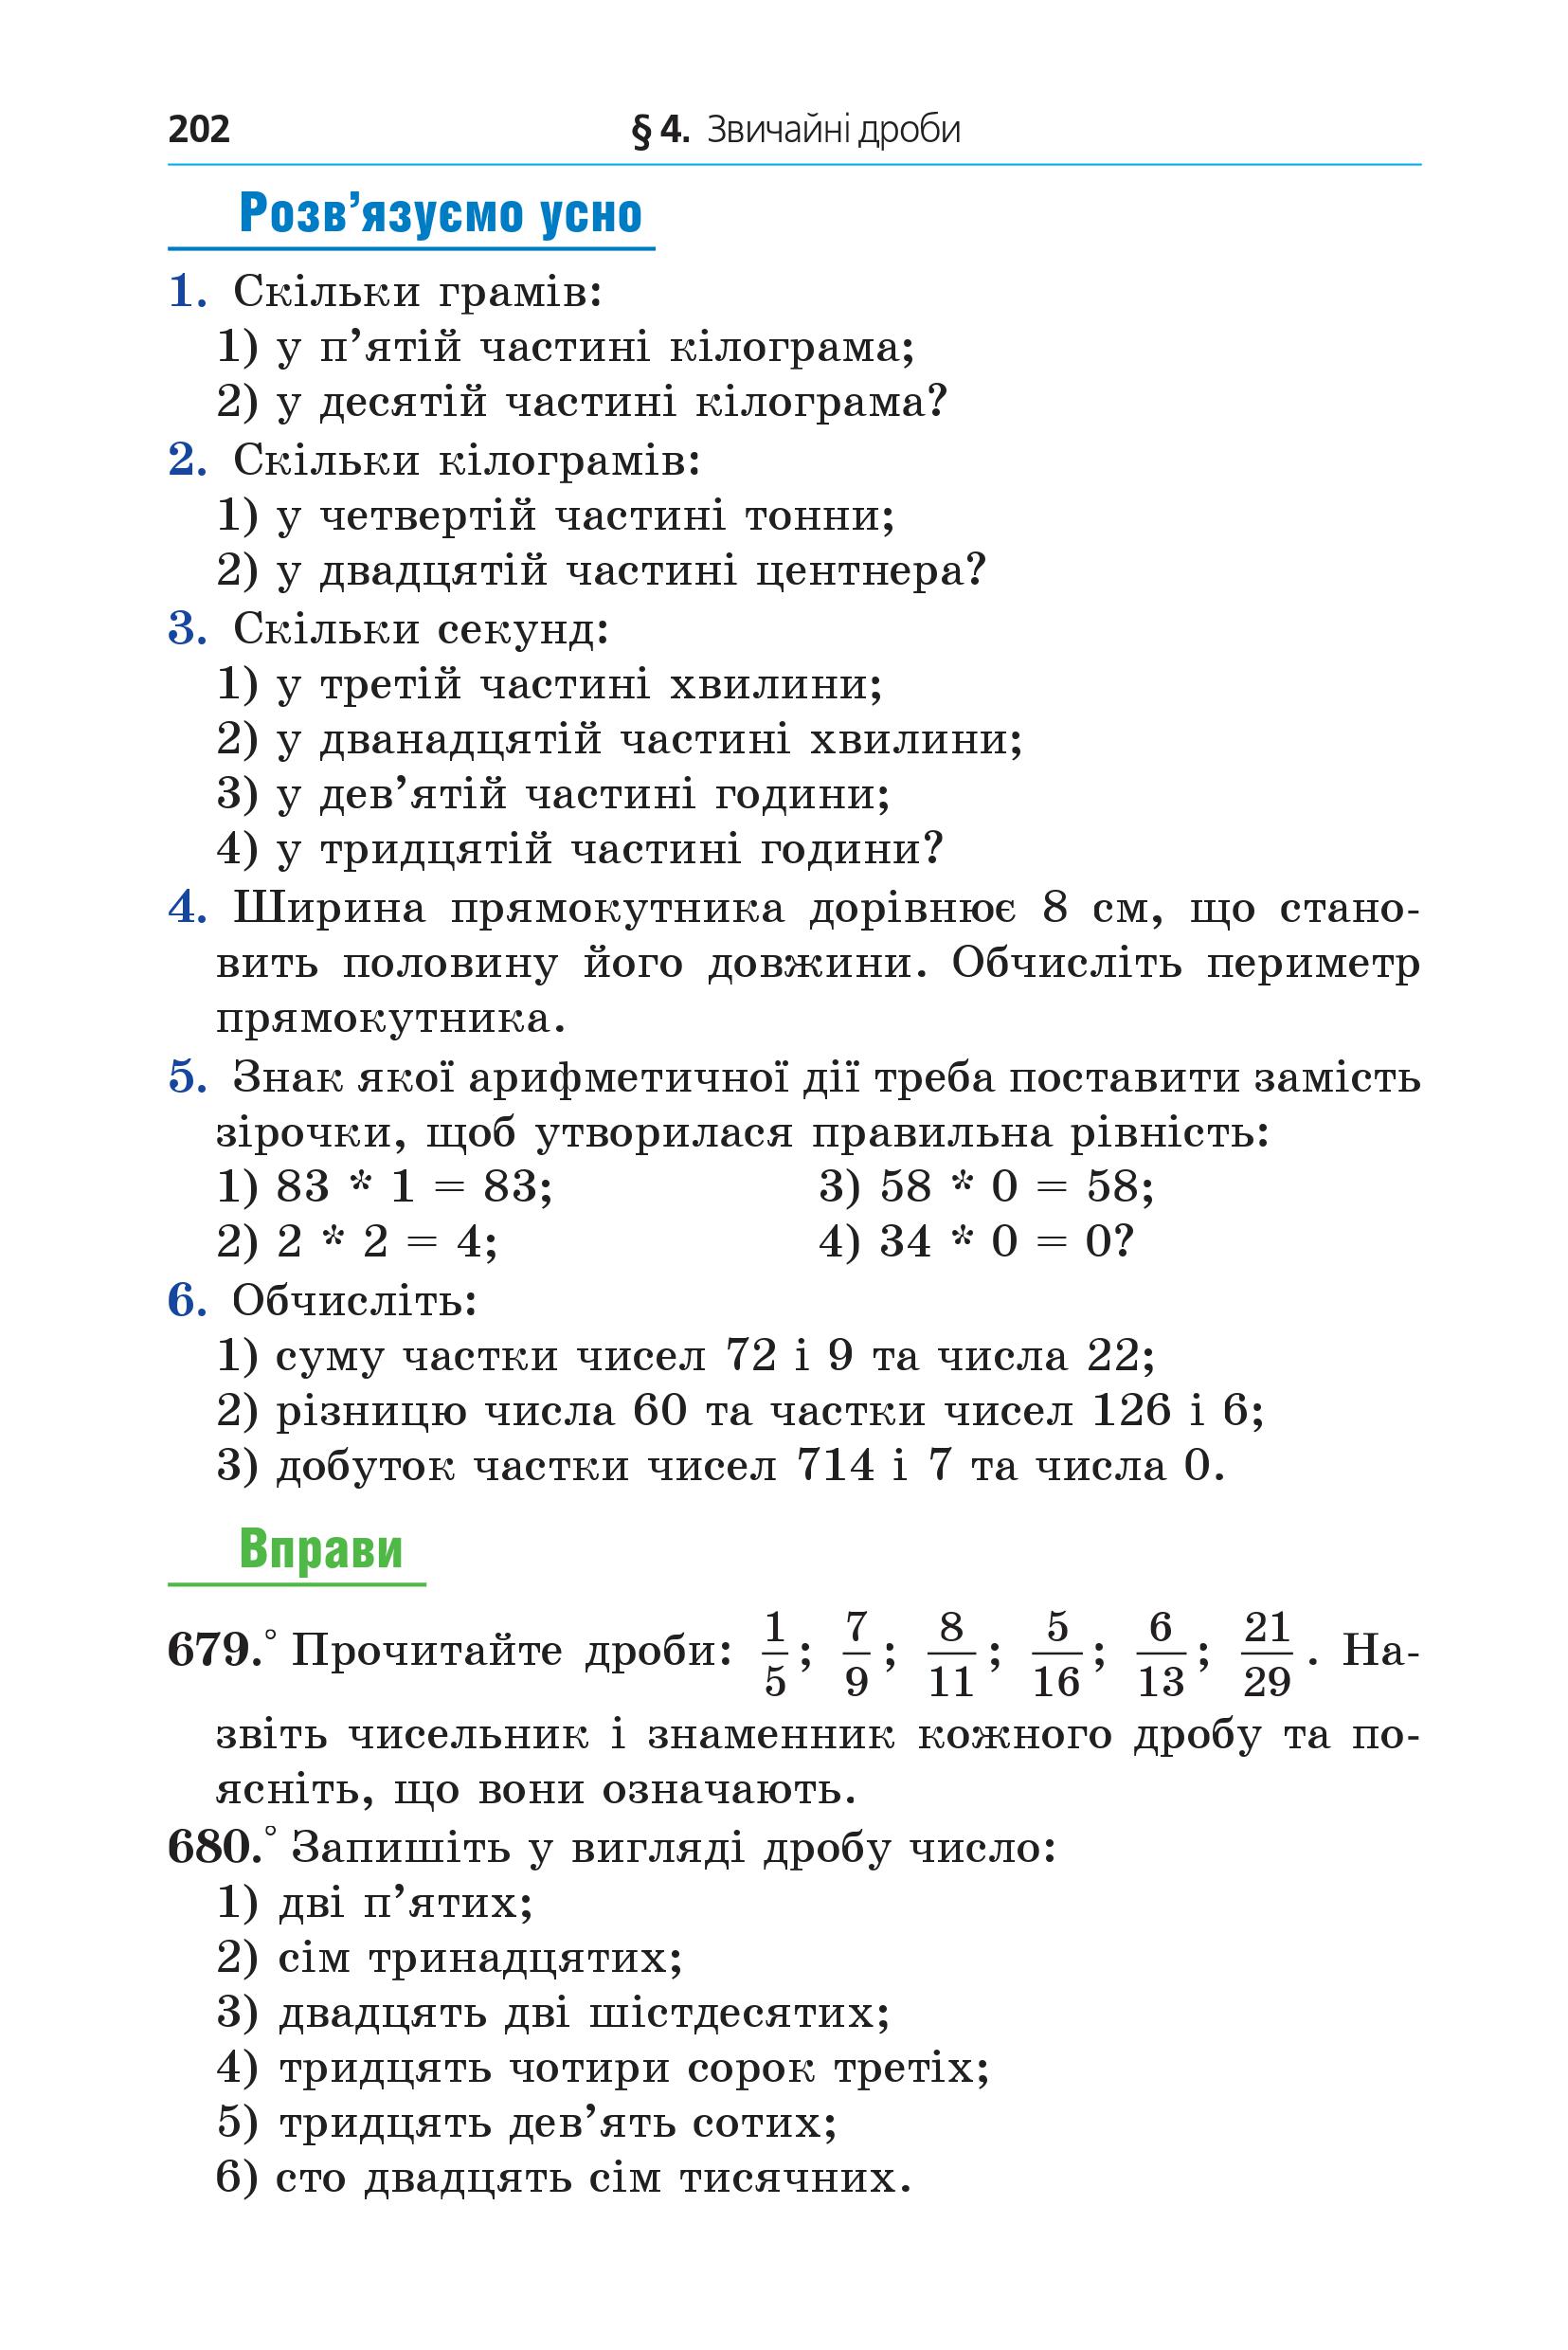 202 § 4. Звичайні дроби
Розв’язуємо усно
1. Скільки грамів:
1) у п’ятій частині кілограма;
2) у десятій частині кілограма?
2. Скільки кілограмів:
1) у четвертій частині тонни;
2) у двадцятій частині центнера?
3. Скільки секунд:
1) у третій частині хвилини;
2) у дванадцятій частині хвилини;
3) у дев’ятій частині години;
4) у тридцятій частині години?
4. Ширина прямокутника дорівнює 8 см, що стано-
вить половину його довжини. Обчисліть периметр
прямокутника.
5. Знак якої арифметичної дії треба поставити замість
зірочки, щоб утворилася правильна рівність:
1) 83 * 1 = 83; 3) 58 * 0 = 58;
2) 2 * 2 = 4; 4) 34 * 0 = 0?
6. Обчисліть:
1) суму частки чисел 72 і 9 та числа 22;
2) різницю числа 60 та частки чисел 126 і 6;
3) добуток частки чисел 714 і 7 та числа 0.
Вправи
679.° Прочитайте дроби: 1/5; 7/9; 8/11; 5/16; 6/13; 21/29. На-
звіть чисельник і знаменник кожного дробу та по-
ясніть, що вони означають.
680.° Запишіть у вигляді дробу число:
1) дві п’ятих;
2) сім тринадцятих;
3) двадцять дві шістдесятих;
4) тридцять чотири сорок третіх;
5) тридцять дев’ять сотих;
6) сто двадцять сім тисячних.